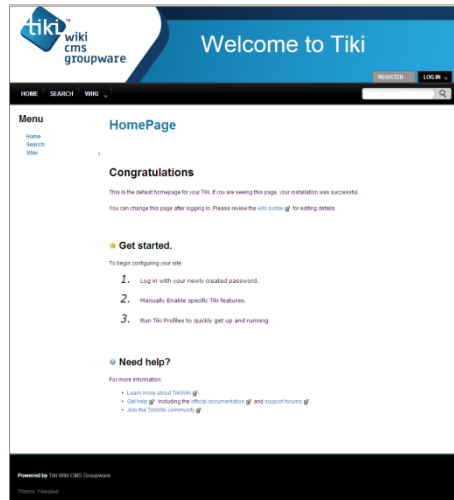 tiki™
wiki
cms
groupware
Welcome to Tiki
REGISTER LOG IN
HOME SEARCH WIKI
Menu
Home
Search
Wiki
HomePage
Congratulations
This is the default homepage for your Tiki. If you are seeing this page, your installation was successful.
You can change this page after logging in. Please review the wiki syntax for editing details.
Get started.
To begin configuring your site:
1. Log in with your newly created password.
2. Manually Enable specific Tiki features.
3. Run Tiki Profiles to quickly get up and running
Need help?
For more information:
• Learn more about TikiWiki .
• Get help , including the official documentation and support forums .
• Join the TikiWiki community .
Powered by Tiki Wiki CMS Groupware
Theme: Fivealive